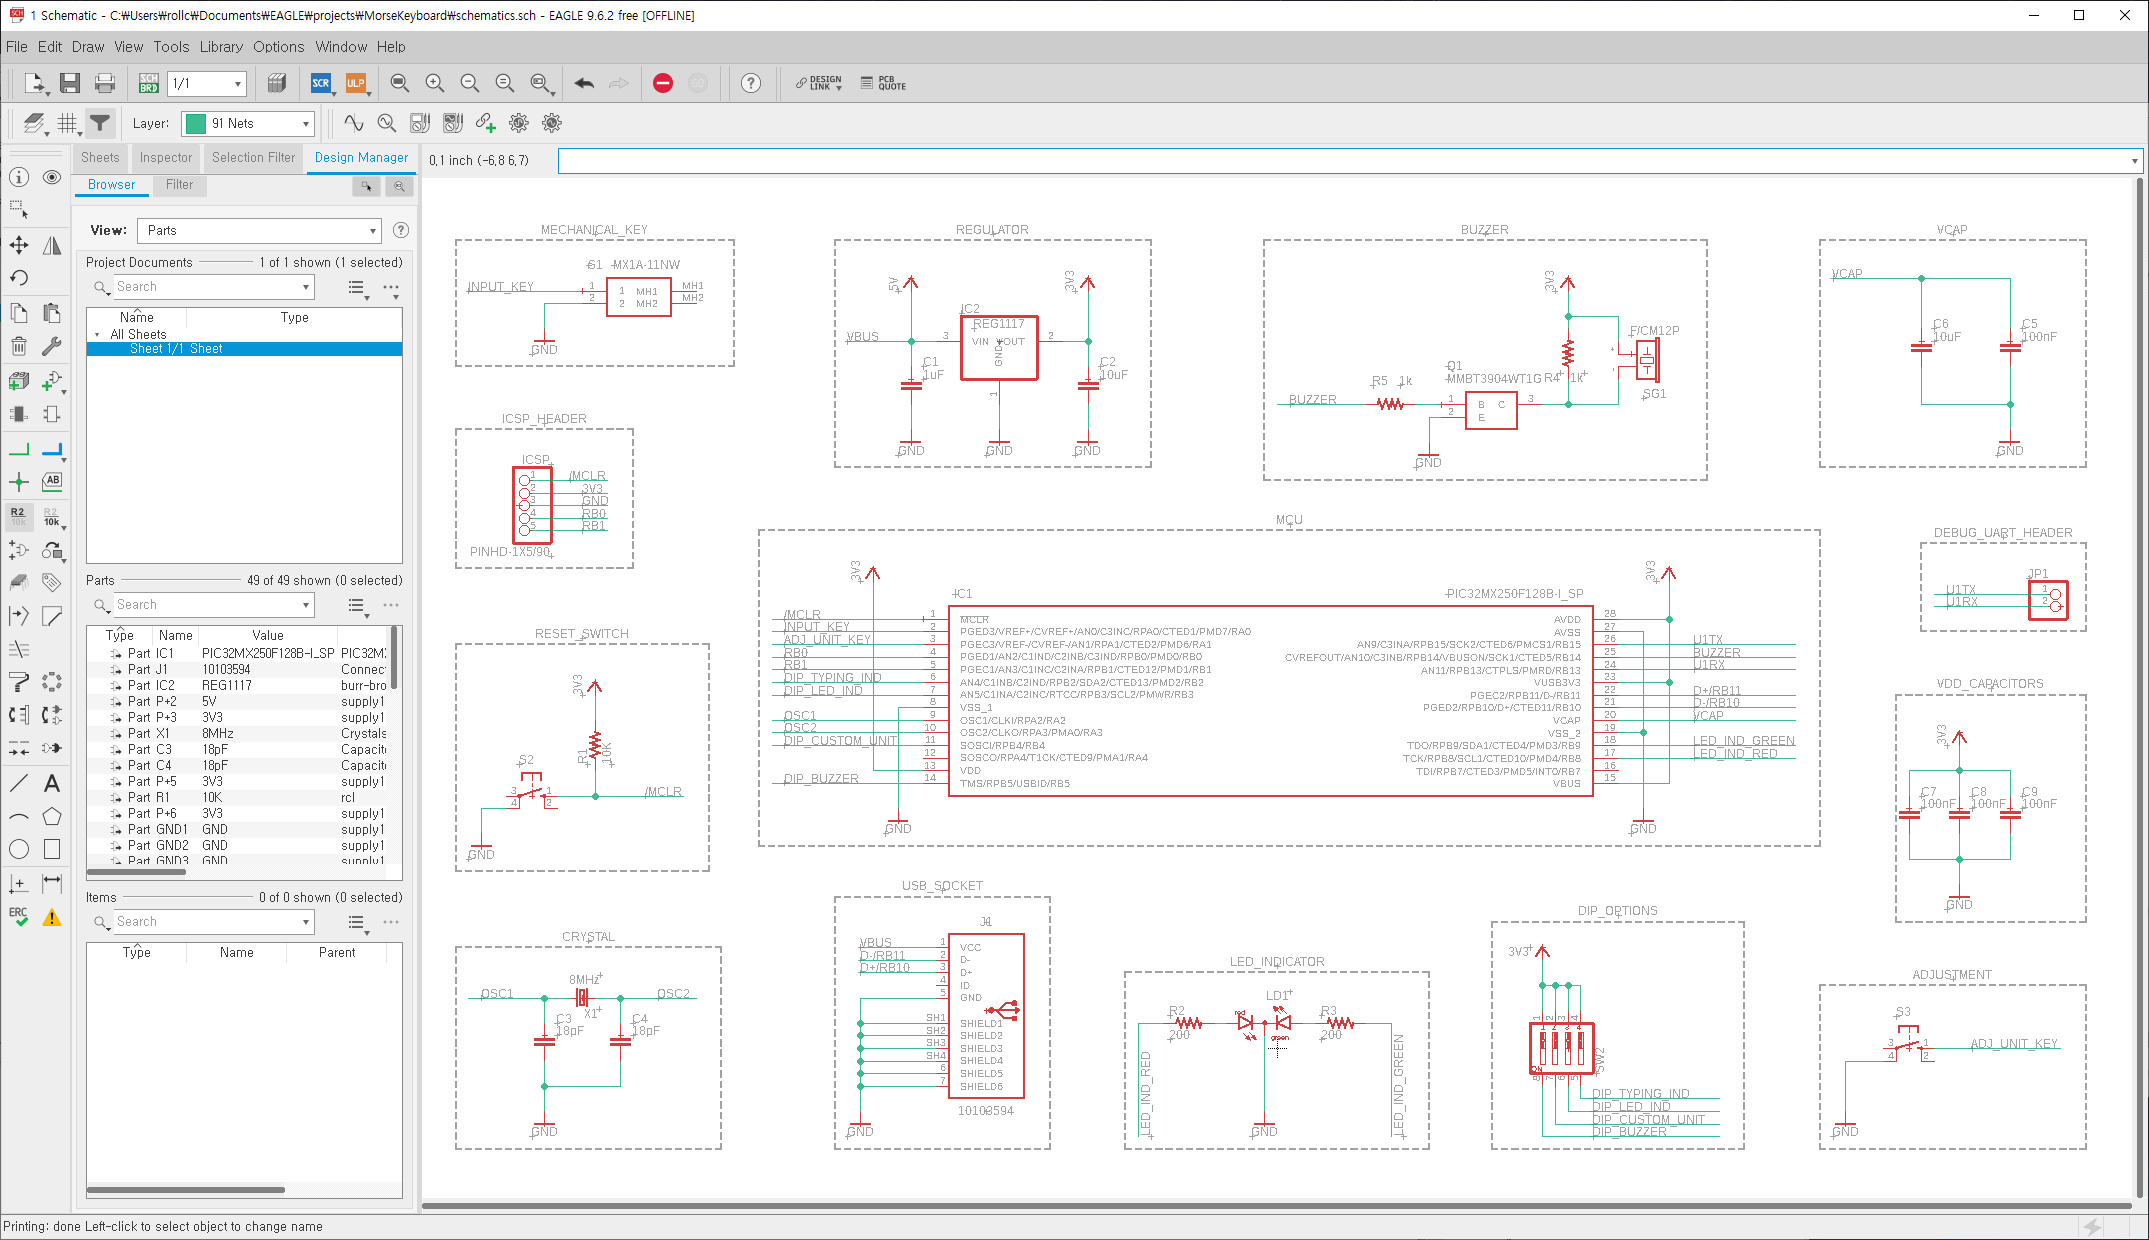 1 Schematic - C:₩Users₩rollc₩Documents₩EAGLE₩projects₩MorseKeyboard₩schematics.sch - EAGLE 9.6.2 free [OFFLINE]
File Edit Draw View Tools Library Options Window Help
SCH BRD 1/1 SCR ULP DESIGN LINK PCB QUOTE
Layer: 91 Nets
Sheets Inspector Selection Filter Design Manager
0,1 inch (-6,8 6,7)
Browser Filter
View: Parts
Project Documents 1 of 1 shown (1 selected)
Search
Name Type
All Sheets
Sheet 1/1 Sheet
Parts 49 of 49 shown (0 selected)
Search
Type Name Value
Part IC1 PIC32MX250F128B-I_SP PIC32M
Part J1 10103594 Connec
Part IC2 REG1117 burr-bro
Part P+2 5V supply1
Part P+3 3V3 supply1
Part X1 8MHz Crystals
Part C3 18pF Capacit
Part C4 18pF Capacit
Part P+5 3V3 supply1
Part R1 10K rcl
Part P+6 3V3 supply1
Part GND1 GND supply1
Part GND2 GND supply1
Part GND3 GND supply1
Items 0 of 0 shown (0 selected)
Search
Type Name Parent
R2 10k R2 10k
AB
A
ERC
MECHANICAL_KEY
S1 MX1A-11NW
INPUT_KEY 1 1 MH1 MH1
2 2 MH2 MH2
GND
REGULATOR
5V 3V3
IC2
REG1117
VBUS 3 VIN VOUT 2
GND
C1 1uF
C2 10uF
1
GND GND GND
BUZZER
3V3
F/CM12P
Q1
MMBT3904WT1G
R4 1k
R5 1k
SG1
BUZZER 1 B C 3
2 E
GND
VCAP
VCAP
C6 10uF
C5 100nF
GND
ICSP_HEADER
ICSP
1 /MCLR
2 3V3
3 GND
4 RB0
5 RB1
PINHD-1X5/90
MCU
3V3 3V3
IC1 PIC32MX250F128B-I_SP
/MCLR 1 MCLR
INPUT_KEY 2 PGED3/VREF+/CVREF+/AN0/C3INC/RPA0/CTED1/PMD7/RA0
ADJ_UNIT_KEY 3 PGEC3/VREF-/CVREF-/AN1/RPA1/CTED2/PMD6/RA1
RB0 4 PGED1/AN2/C1IND/C2INB/C3IND/RPB0/PMD0/RB0
RB1 5 PGEC1/AN3/C1INC/C2INA/RPB1/CTED12/PMD1/RB1
DIP_TYPING_IND 6 AN4/C1INB/C2IND/RPB2/SDA2/CTED13/PMD2/RB2
DIP_LED_IND 7 AN5/C1INA/C2INC/RTCC/RPB3/SCL2/PMWR/RB3
8 VSS_1
OSC1 9 OSC1/CLKI/RPA2/RA2
OSC2 10 OSC2/CLKO/RPA3/PMA0/RA3
DIP_CUSTOM_UNIT 11 SOSCI/RPB4/RB4
12 SOSCO/RPA4/T1CK/CTED9/PMA1/RA4
13 VDD
DIP_BUZZER 14 TMS/RPB5/USBID/RB5
AVDD 28
AVSS 27
AN9/C3INA/RPB15/SCK2/CTED6/PMCS1/RB15 26 U1TX
CVREFOUT/AN10/C3INB/RPB14/VBUSON/SCK1/CTED5/RB14 25 BUZZER
AN11/RPB13/CTPLS/PMRD/RB13 24 U1RX
VUSB3V3 23
PGEC2/RPB11/D-/RB11 22 D+/RB11
PGED2/RPB10/D+/CTED11/RB10 21 D-/RB10
VCAP 20 VCAP
VSS_2 19
TDO/RPB9/SDA1/CTED4/PMD3/RB9 18 LED_IND_GREEN
TCK/RPB8/SCL1/CTED10/PMD4/RB8 17 LED_IND_RED
TDI/RPB7/CTED3/PMD5/INT0/RB7 16
VBUS 15
GND GND
DEBUG_UART_HEADER
JP1
U1TX 1
U1RX 2
RESET_SWITCH
3V3
R1 10K
S2
3 1
4 2
/MCLR
GND
VDD_CAPACITORS
3V3
C7 100nF
C8 100nF
C9 100nF
GND
CRYSTAL
8MHz
OSC1 X1 OSC2
C3 18pF
C4 18pF
GND
USB_SOCKET
J1
VBUS 1 VCC
D-/RB11 2 D-
D+/RB10 3 D+
4 ID
5 GND
SH1 SHIELD1
SH2 SHIELD2
SH3 SHIELD3
SH4 SHIELD4
6 SHIELD5
7 SHIELD6
10103594
GND
LED_INDICATOR
LD1
R2 200
R3 200
green
LED_IND_RED
LED_IND_GREEN
GND
DIP_OPTIONS
3V3
1 2 3 4
ON
SW2
8 7 6 5
DIP_TYPING_IND
DIP_LED_IND
DIP_CUSTOM_UNIT
DIP_BUZZER
ADJUSTMENT
S3
3 1 ADJ_UNIT_KEY
4 2
GND
Printing: done Left-click to select object to change name